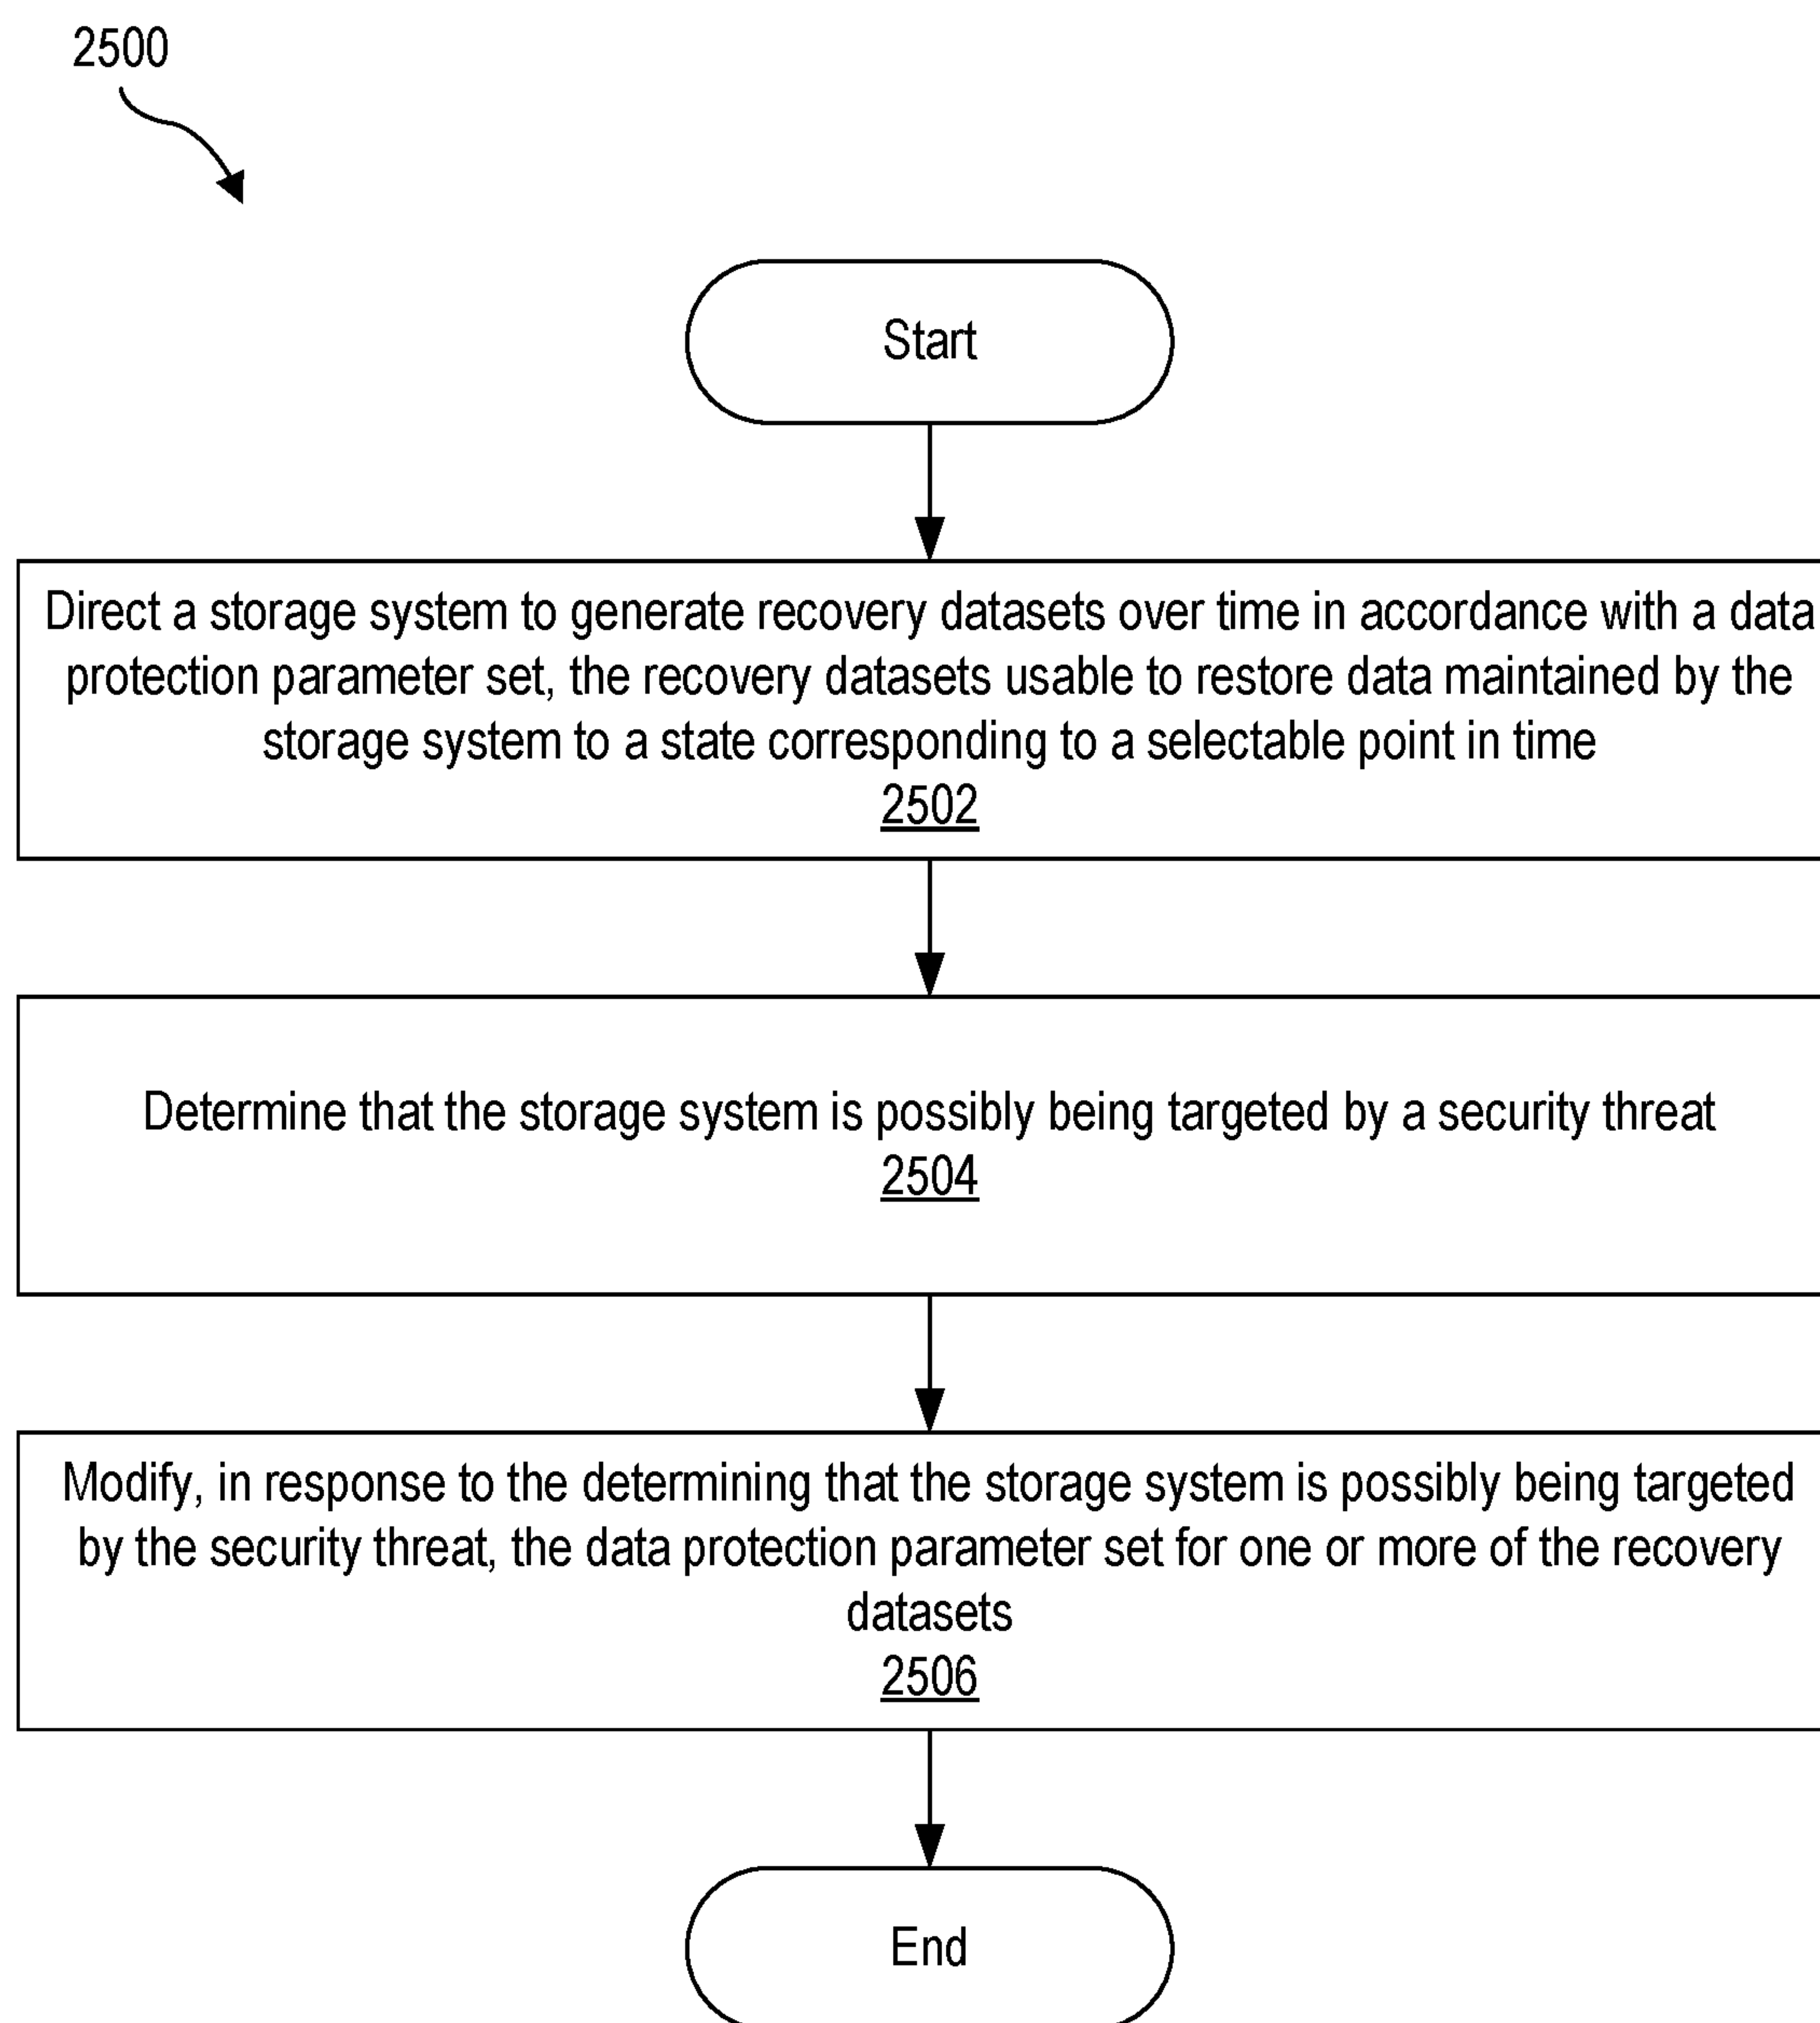 2500
Start
Direct a storage system to generate recovery datasets over time in accordance with a data
protection parameter set, the recovery datasets usable to restore data maintained by the
storage system to a state corresponding to a selectable point in time
2502
Determine that the storage system is possibly being targeted by a security threat
2504
Modify, in response to the determining that the storage system is possibly being targeted
by the security threat, the data protection parameter set for one or more of the recovery
datasets
2506
End